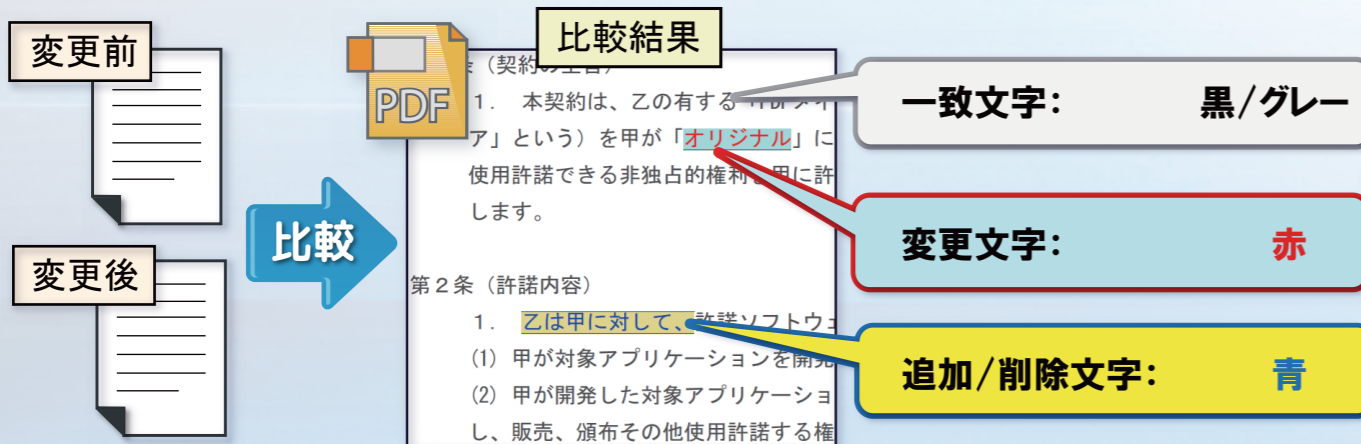 変更前
変更後
比較
PDF
比較結果
（契約の主旨）
1. 本契約は、乙の有する
ア」という）を甲が「オリジナル」に
使用許諾できる非独占的権利を甲に許
します。
第２条（許諾内容）
1. 乙は甲に対して、許諾ソフトウェ
(1) 甲が対象アプリケーションを開発
(2) 甲が開発した対象アプリケーショ
し、販売、頒布その他使用許諾する権
一致文字： 黒/グレー
変更文字： 赤
追加/削除文字： 青